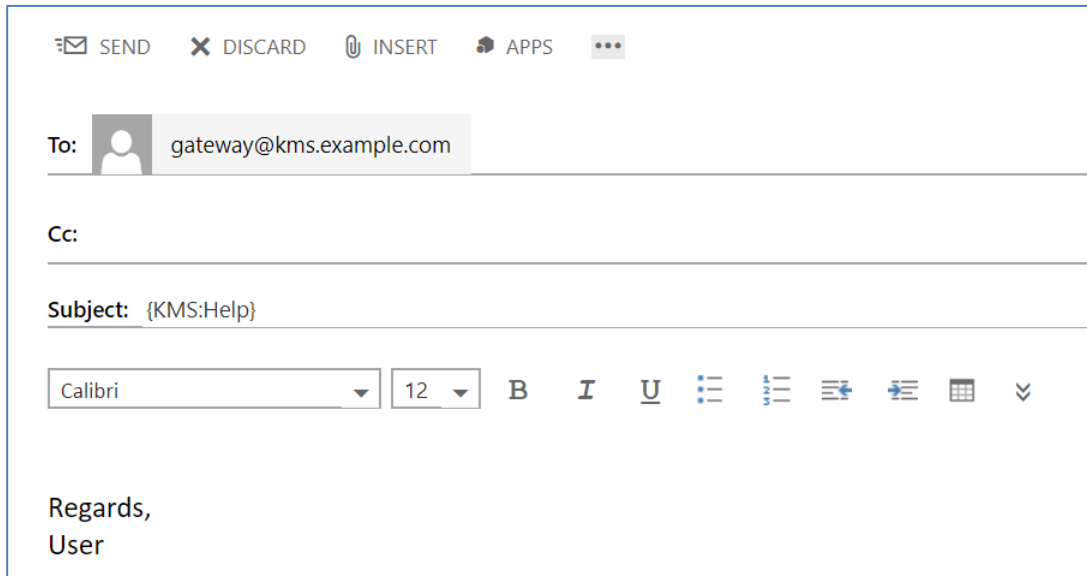 SEND DISCARD INSERT APPS •••
To: gateway@kms.example.com
Cc:
Subject: {KMS:Help}
Calibri 12 B I U
Regards,
User